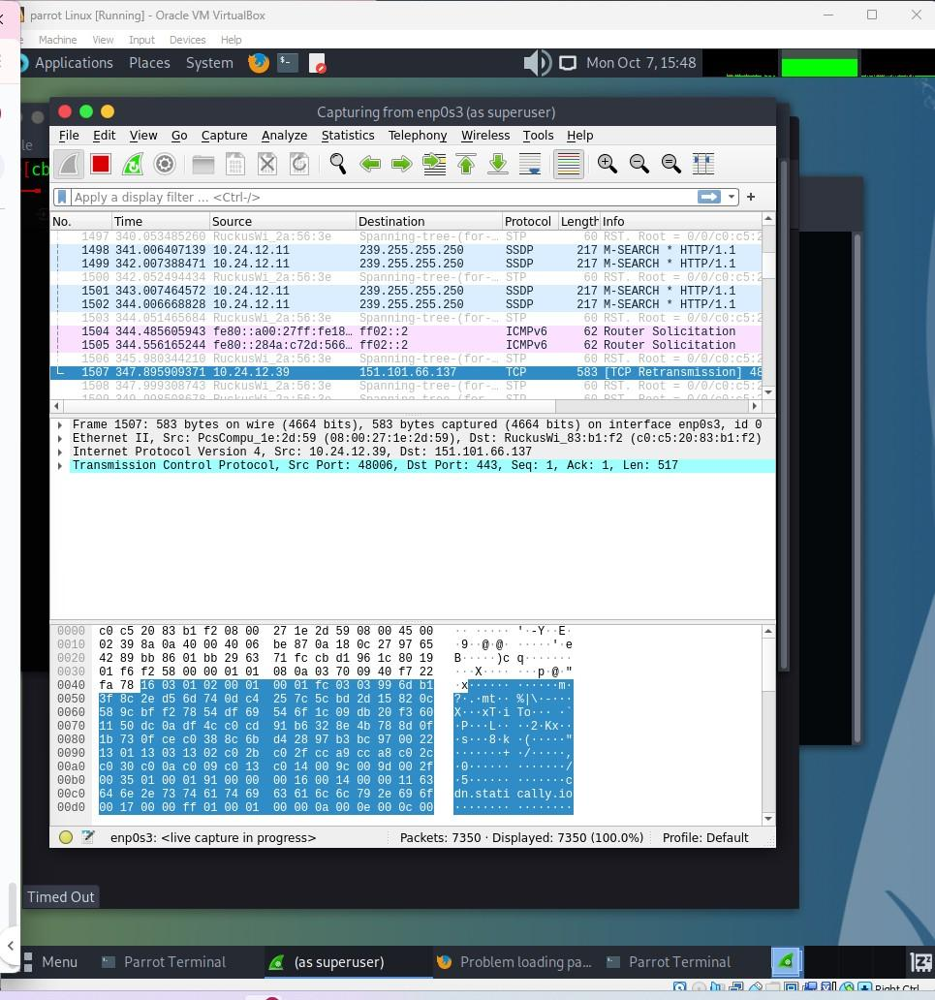 parrot Linux [Running] - Oracle VM VirtualBox
Machine View Input Devices Help
Applications Places System Mon Oct 7, 15:48
Capturing from enp0s3 (as superuser)
File Edit View Go Capture Analyze Statistics Telephony Wireless Tools Help
[cb
Apply a display filter ... <Ctrl-/> +
No. Time Source Destination Protocol Length Info
1497 340.053485260 RuckusWi_2a:56:3e Spanning-tree-(for-… STP 60 RST. Root = 0/0/c0:c5:2
1498 341.006407139 10.24.12.11 239.255.255.250 SSDP 217 M-SEARCH * HTTP/1.1
1499 342.007388471 10.24.12.11 239.255.255.250 SSDP 217 M-SEARCH * HTTP/1.1
1500 342.052494434 RuckusWi_2a:56:3e Spanning-tree-(for-… STP 60 RST. Root = 0/0/c0:c5:2
1501 343.007464572 10.24.12.11 239.255.255.250 SSDP 217 M-SEARCH * HTTP/1.1
1502 344.006668828 10.24.12.11 239.255.255.250 SSDP 217 M-SEARCH * HTTP/1.1
1503 344.051465684 RuckusWi_2a:56:3e Spanning-tree-(for-… STP 60 RST. Root = 0/0/c0:c5:2
1504 344.485605943 fe80::a00:27ff:fe18… ff02::2 ICMPv6 62 Router Solicitation
1505 344.556165244 fe80::284a:c72d:566… ff02::2 ICMPv6 62 Router Solicitation
1506 345.980344210 RuckusWi_2a:56:3e Spanning-tree-(for-… STP 60 RST. Root = 0/0/c0:c5:2
1507 347.895909371 10.24.12.39 151.101.66.137 TCP 583 [TCP Retransmission] 48
1508 347.999308743 RuckusWi_2a:56:3e Spanning-tree-(for-… STP 60 RST. Root = 0/0/c0:c5:2
Frame 1507: 583 bytes on wire (4664 bits), 583 bytes captured (4664 bits) on interface enp0s3, id 0
Ethernet II, Src: PcsCompu_1e:2d:59 (08:00:27:1e:2d:59), Dst: RuckusWi_83:b1:f2 (c0:c5:20:83:b1:f2)
Internet Protocol Version 4, Src: 10.24.12.39, Dst: 151.101.66.137
Transmission Control Protocol, Src Port: 48006, Dst Port: 443, Seq: 1, Ack: 1, Len: 517
0000 c0 c5 20 83 b1 f2 08 00 27 1e 2d 59 08 00 45 00 ·· ····· '·-Y··E·
0010 02 39 8a 0a 40 00 40 06 be 87 0a 18 0c 27 97 65 ·9··@·@· ·····'·e
0020 42 89 bb 86 01 bb 29 63 71 fc cb d1 96 1c 80 19 B·····)c q·······
0030 01 f6 f2 58 00 00 01 01 08 0a 03 70 09 40 f7 22 ···X···· ···p·@·"
0040 fa 78 16 03 01 02 00 01 00 01 fc 03 03 99 6d b1 ·x······ ······m·
0050 3f 8c 2e d5 6d 74 0d c4 25 7c 5c bd 2d 15 82 0c ?·.·mt·· %|\·-···
0060 58 9c bf f2 78 54 df 69 54 6f 1c 09 db 20 f3 60 X···xT·i To··· ·`
0070 11 50 dc 0a df 4c c0 cd 91 b6 32 8e 4b 78 8d 0f ·P···L·· ··2·Kx··
0080 1b 73 0f ce c0 38 8c 6b d4 28 97 b3 bc 97 00 22 ·s···8·k ·(·····"
0090 13 01 13 03 13 02 c0 2b c0 2f cc a9 cc a8 c0 2c ·······+ ·/·····,
00a0 c0 30 c0 0a c0 09 c0 13 c0 14 00 9c 00 9d 00 2f ·0······ ·······/
00b0 00 35 01 00 01 91 00 00 00 16 00 14 00 00 11 63 ·5······ ·······c
00c0 64 6e 2e 73 74 61 74 69 63 61 6c 6c 79 2e 69 6f dn.stati cally.io
00d0 00 17 00 00 ff 01 00 01 00 00 0a 00 0e 00 0c 00 ········ ········
enp0s3: <live capture in progress> Packets: 7350 · Displayed: 7350 (100.0%) Profile: Default
Timed Out
Menu Parrot Terminal (as superuser) Problem loading pa... Parrot Terminal
Right Ctrl